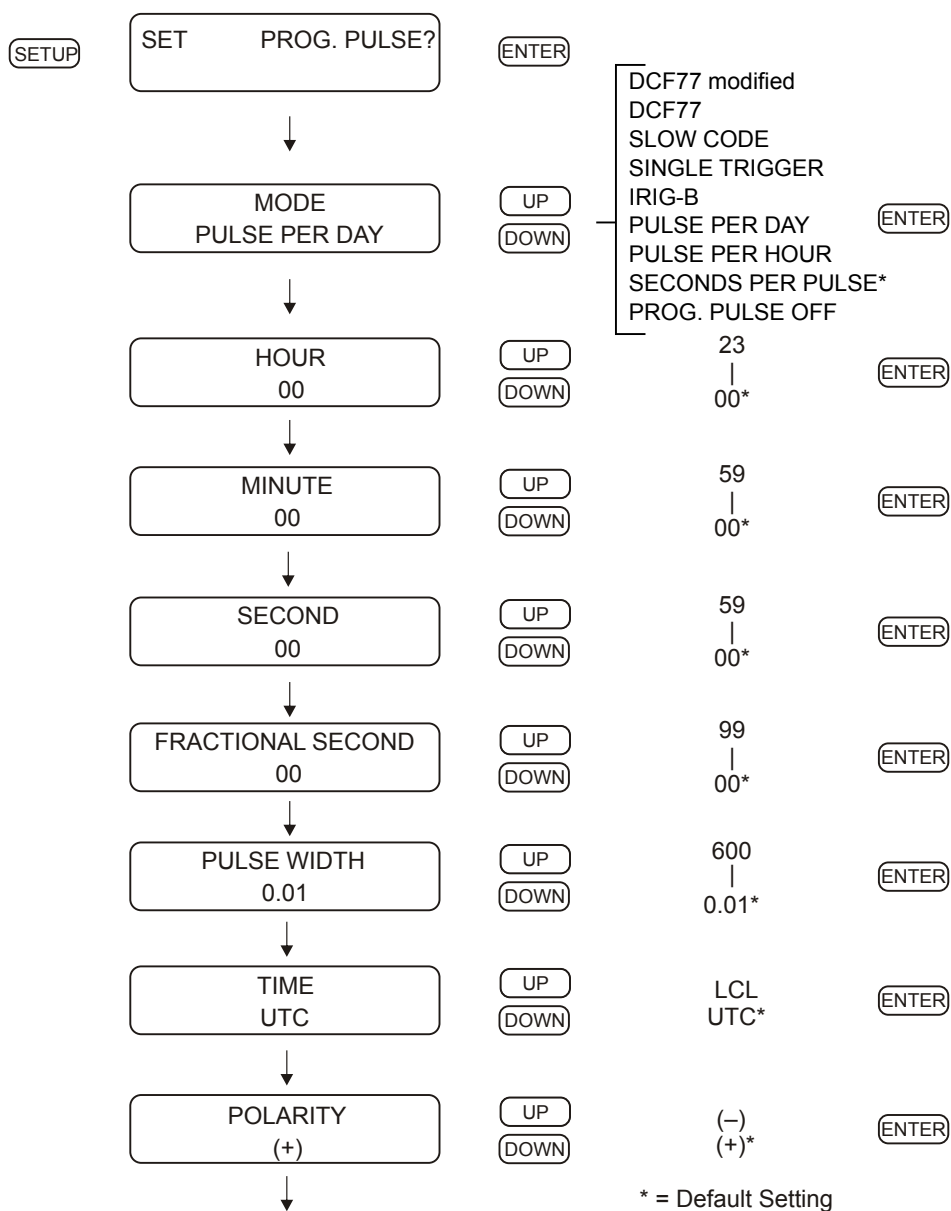 SETUP
SET PROG. PULSE?
ENTER
DCF77 modified
DCF77
SLOW CODE
SINGLE TRIGGER
IRIG-B
PULSE PER DAY
PULSE PER HOUR
SECONDS PER PULSE*
PROG. PULSE OFF
MODE
PULSE PER DAY
UP
DOWN
ENTER
HOUR
00
UP
DOWN
23
|
00*
ENTER
MINUTE
00
UP
DOWN
59
|
00*
ENTER
SECOND
00
UP
DOWN
59
|
00*
ENTER
FRACTIONAL SECOND
00
UP
DOWN
99
|
00*
ENTER
PULSE WIDTH
0.01
UP
DOWN
600
|
0.01*
ENTER
TIME
UTC
UP
DOWN
LCL
UTC*
ENTER
POLARITY
(+)
UP
DOWN
(–)
(+)*
ENTER
* = Default Setting